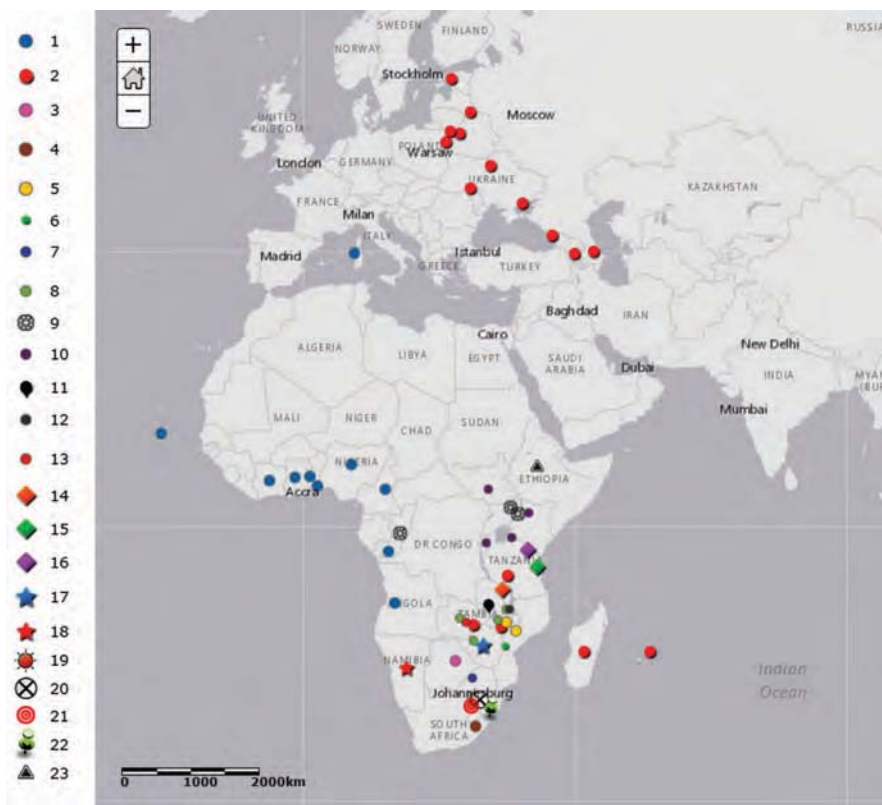 1
2
3
4
5
6
7
8
9
10
11
12
13
14
15
16
17
18
19
20
21
22
23
+
−
SWEDEN
FINLAND
RUSSI
NORWAY
Stockholm
Moscow
UNITED
KINGDOM
POLAND
Warsaw
London
GERMANY
UKRAINE
KAZAKHSTAN
FRANCE
Milan
ITALY
Madrid
Istanbul
GREECE
TURKEY
Baghdad
IRAN
Cairo
ALGERIA
LIBYA
EGYPT
SAUDI
ARABIA
Dubai
New Delhi
INDIA
MYA
(BU
Mumbai
MALI
NIGER
CHAD
SUDAN
NIGERIA
Accra
ETHIOPIA
DR CONGO
TANZANIA
ANGOLA
ZAMBIA
NAMIBIA
Johannesburg
SOUTH
AFRICA
Indian
Ocean
0 1000 2000km